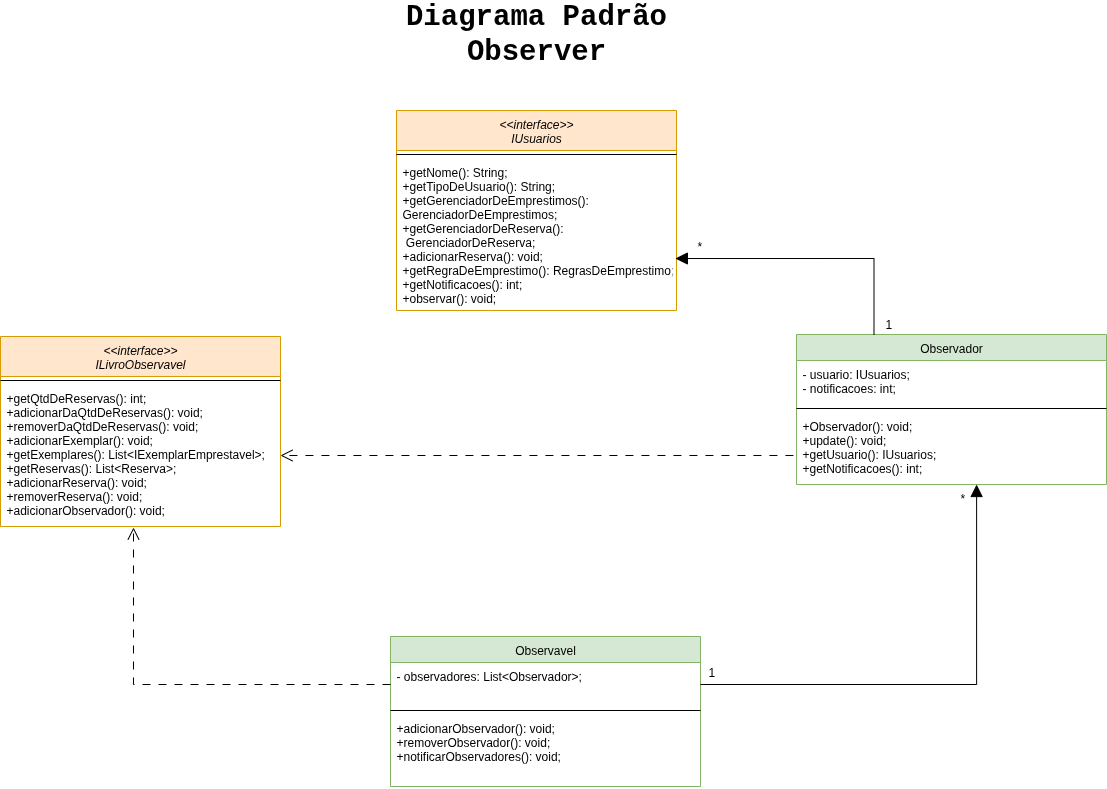 Diagrama Padrão
Observer
<<interface>>
IUsuarios
+getNome(): String;
+getTipoDeUsuario(): String;
+getGerenciadorDeEmprestimos():
GerenciadorDeEmprestimos;
+getGerenciadorDeReserva():
GerenciadorDeReserva;
+adicionarReserva(): void;
+getRegraDeEmprestimo(): RegrasDeEmprestimo;
+getNotificacoes(): int;
+observar(): void;
*
1
Observador
- usuario: IUsuarios;
- notificacoes: int;
+Observador(): void;
+update(): void;
+getUsuario(): IUsuarios;
+getNotificacoes(): int;
<<interface>>
ILivroObservavel
+getQtdDeReservas(): int;
+adicionarDaQtdDeReservas(): void;
+removerDaQtdDeReservas(): void;
+adicionarExemplar(): void;
+getExemplares(): List<IExemplarEmprestavel>;
+getReservas(): List<Reserva>;
+adicionarReserva(): void;
+removerReserva(): void;
+adicionarObservador(): void;
*
1
Observavel
- observadores: List<Observador>;
+adicionarObservador(): void;
+removerObservador(): void;
+notificarObservadores(): void;